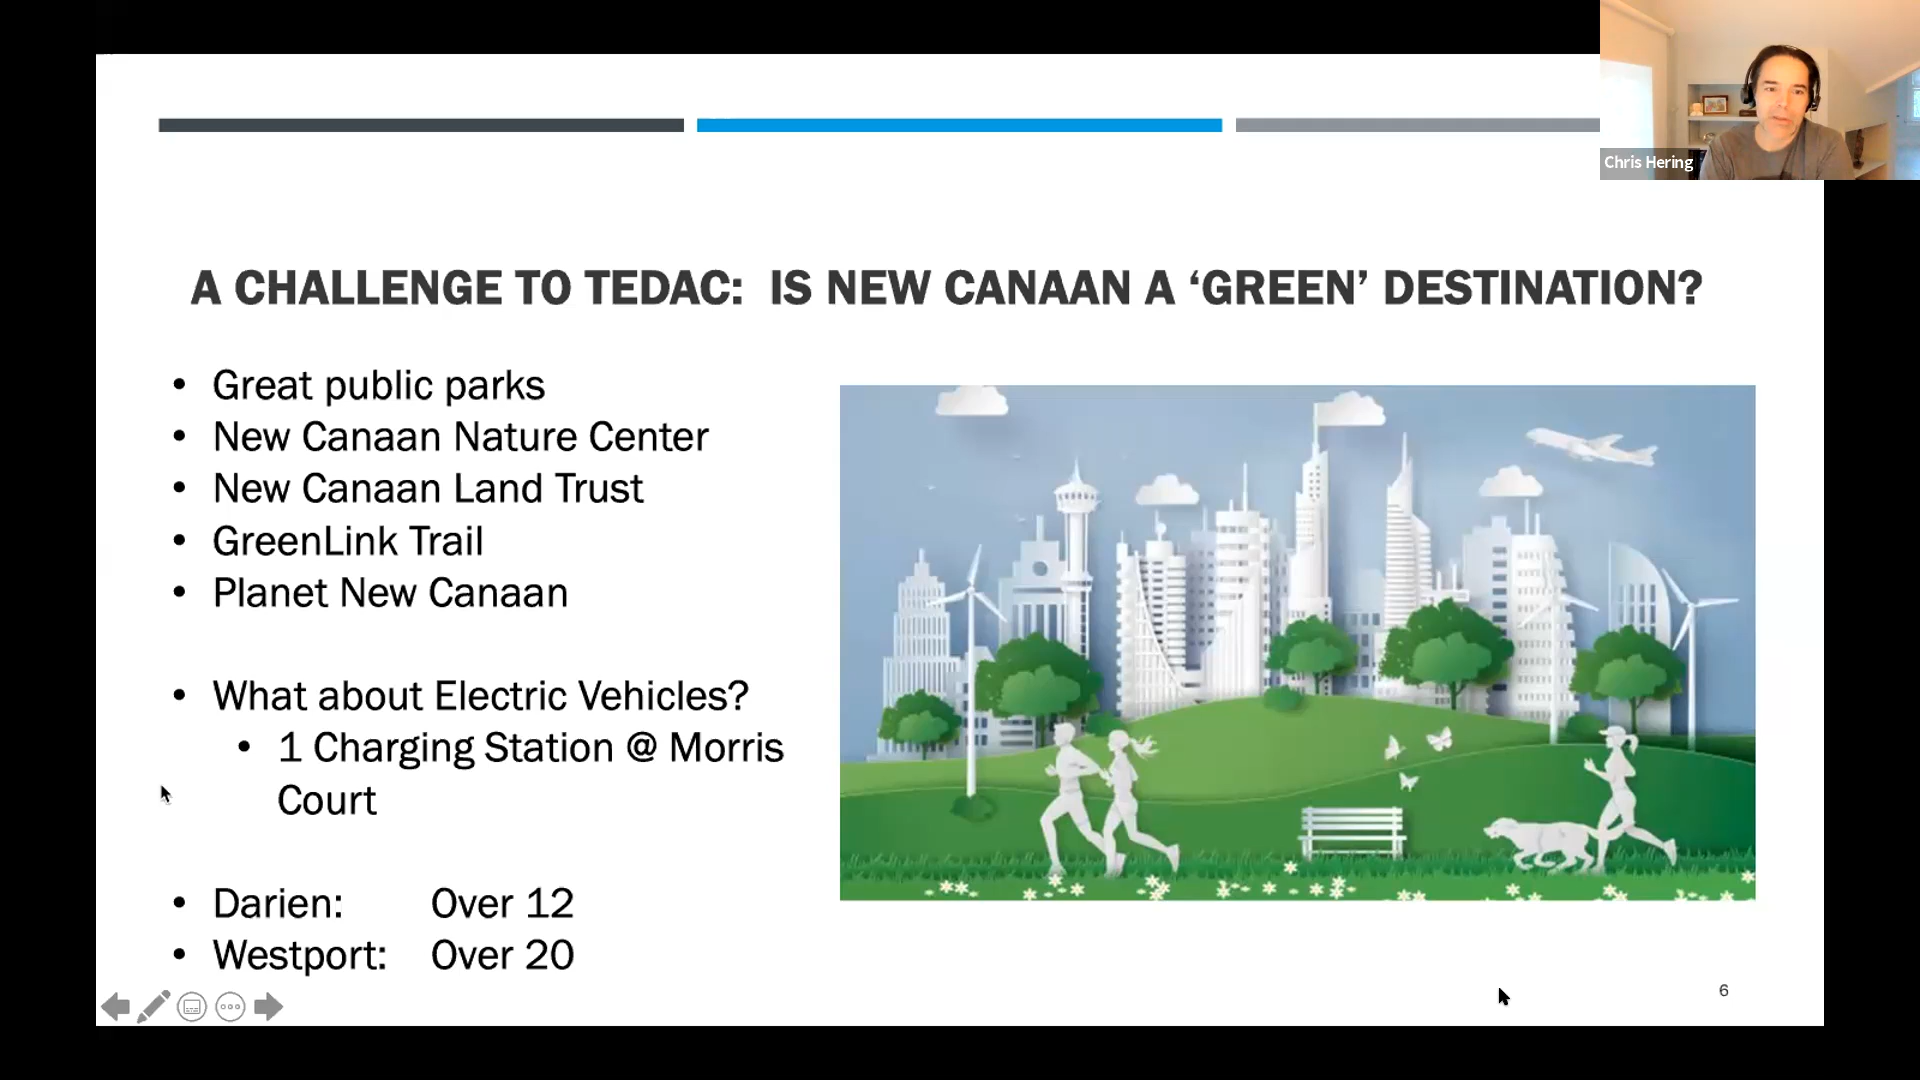 Chris Hering
A CHALLENGE TO TEDAC: IS NEW CANAAN A ‘GREEN’ DESTINATION?
• Great public parks
• New Canaan Nature Center
• New Canaan Land Trust
• GreenLink Trail
• Planet New Canaan
• What about Electric Vehicles?
• 1 Charging Station @ Morris
Court
• Darien: Over 12
• Westport: Over 20
6